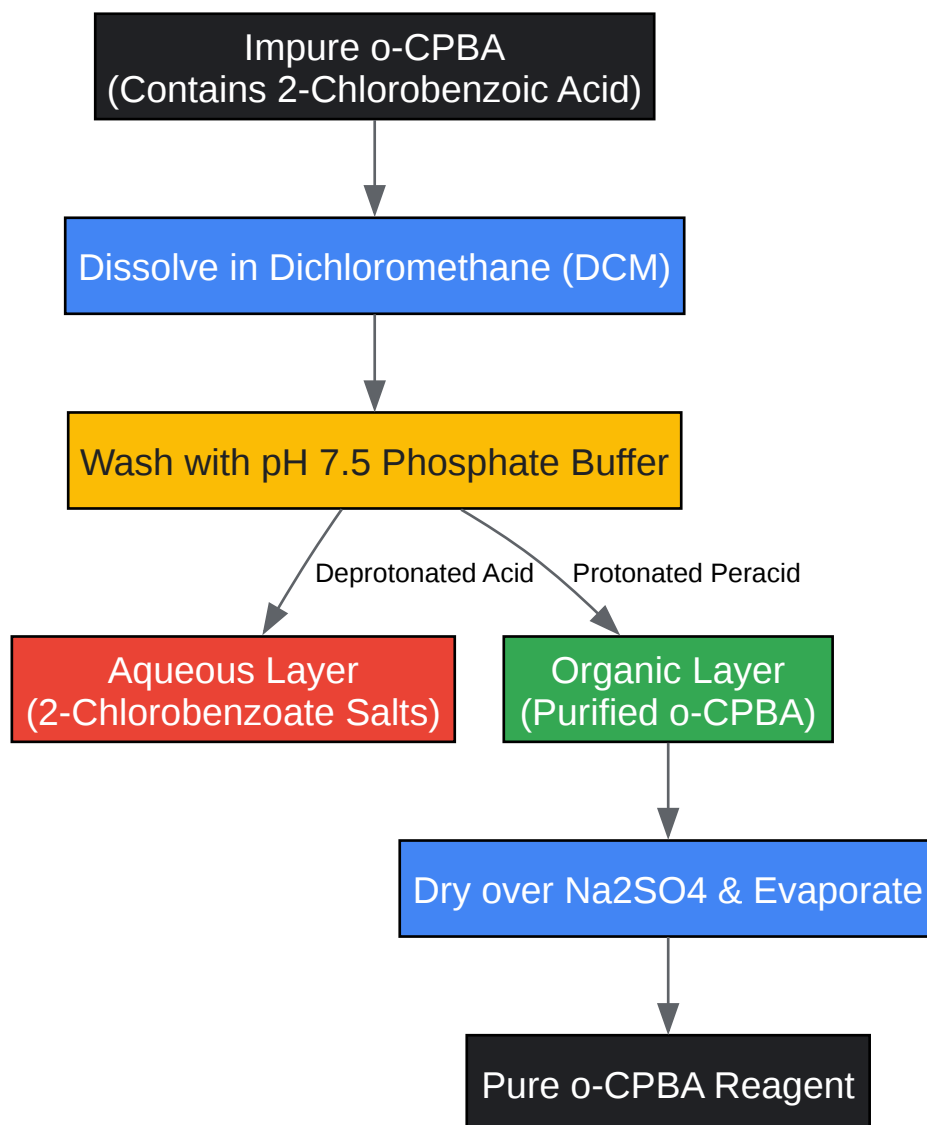 Impure o-CPBA
(Contains 2-Chlorobenzoic Acid)
Dissolve in Dichloromethane (DCM)
Wash with pH 7.5 Phosphate Buffer
Deprotonated Acid
Protonated Peracid
Aqueous Layer
(2-Chlorobenzoate Salts)
Organic Layer
(Purified o-CPBA)
Dry over Na2SO4 & Evaporate
Pure o-CPBA Reagent